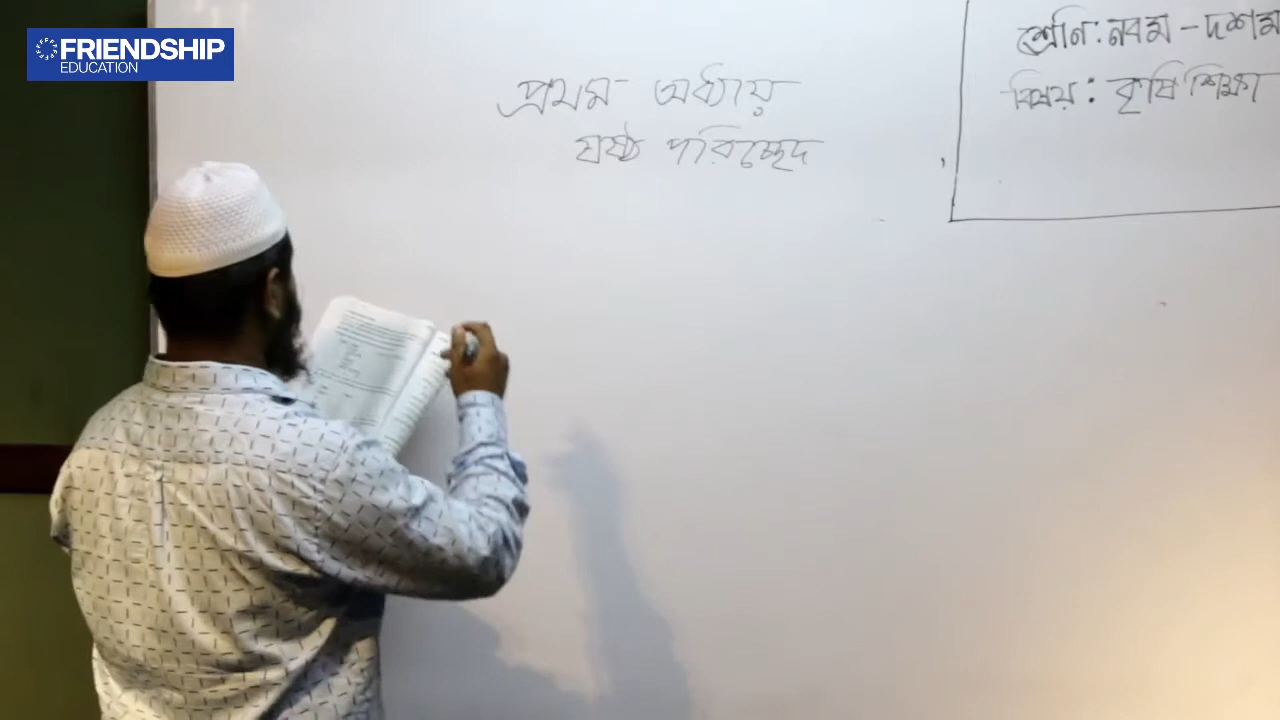 FRIENDSHIP
EDUCATION
প্রথম অধ্যায়
ষষ্ঠ পরিচ্ছেদ
শ্রেণি: নবম - দশম
বিষয়: কৃষি শিক্ষা